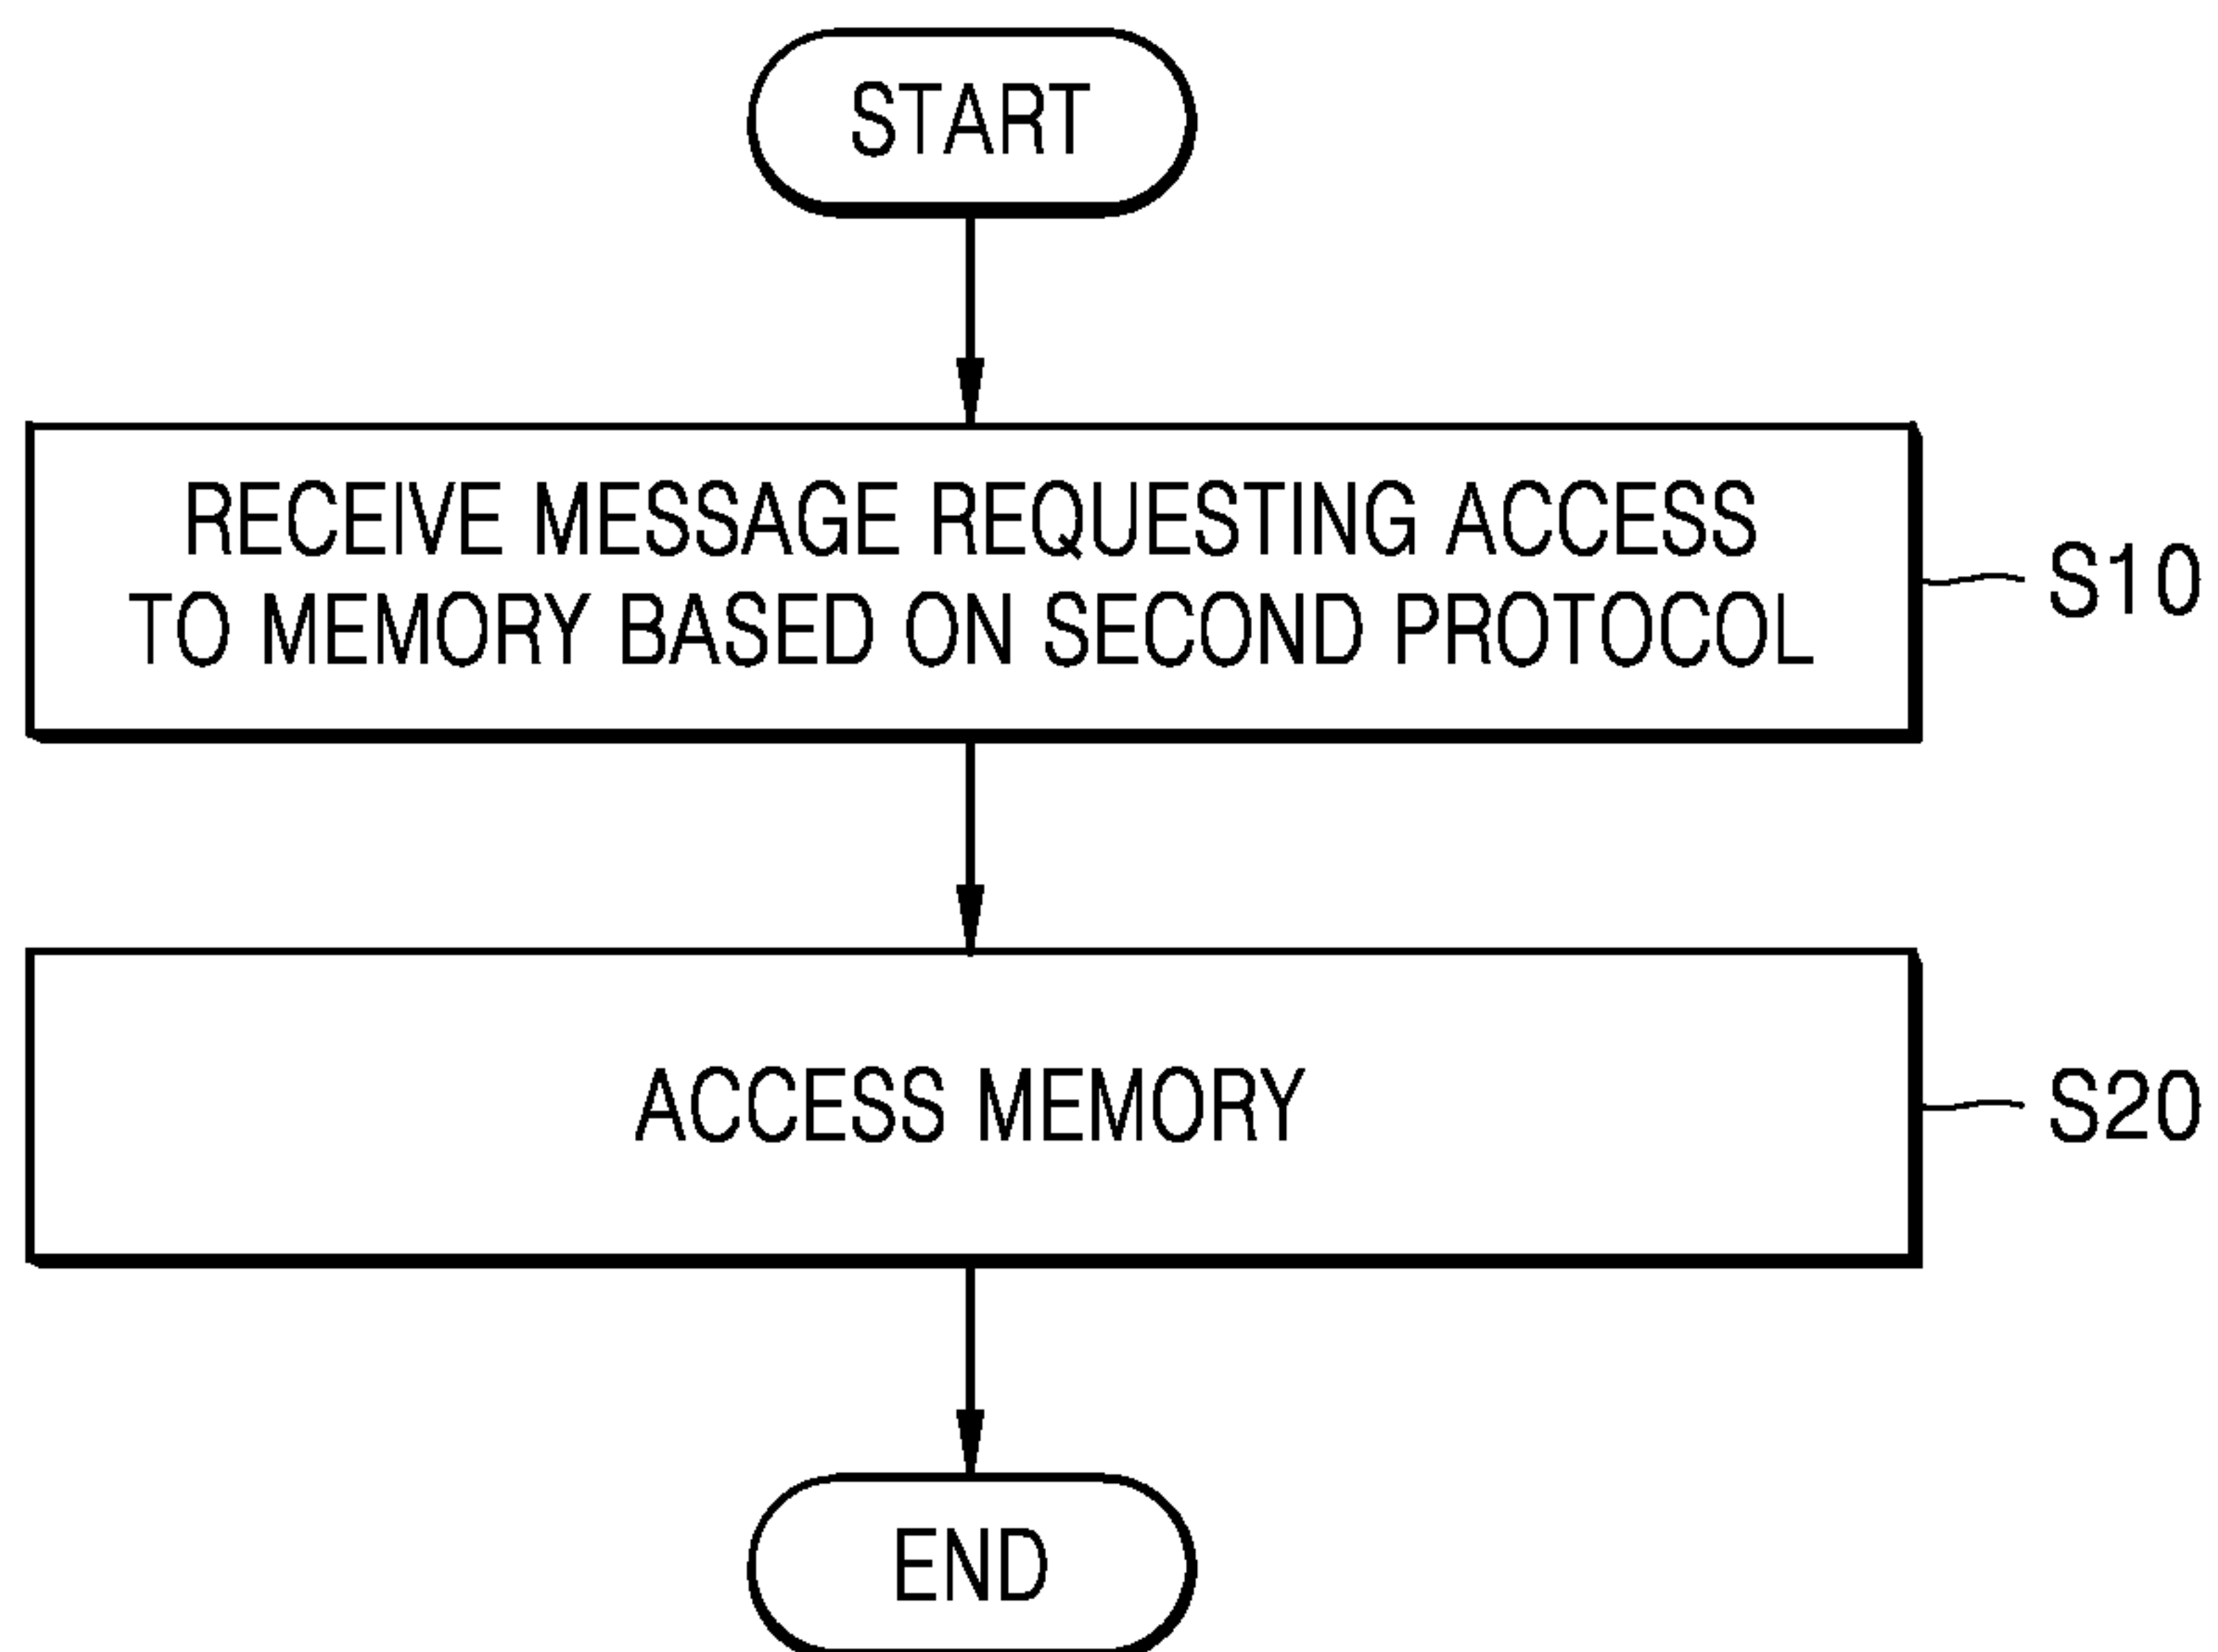 START
RECEIVE MESSAGE REQUESTING ACCESS
TO MEMORY BASED ON SECOND PROTOCOL
S10
ACCESS MEMORY
S20
END